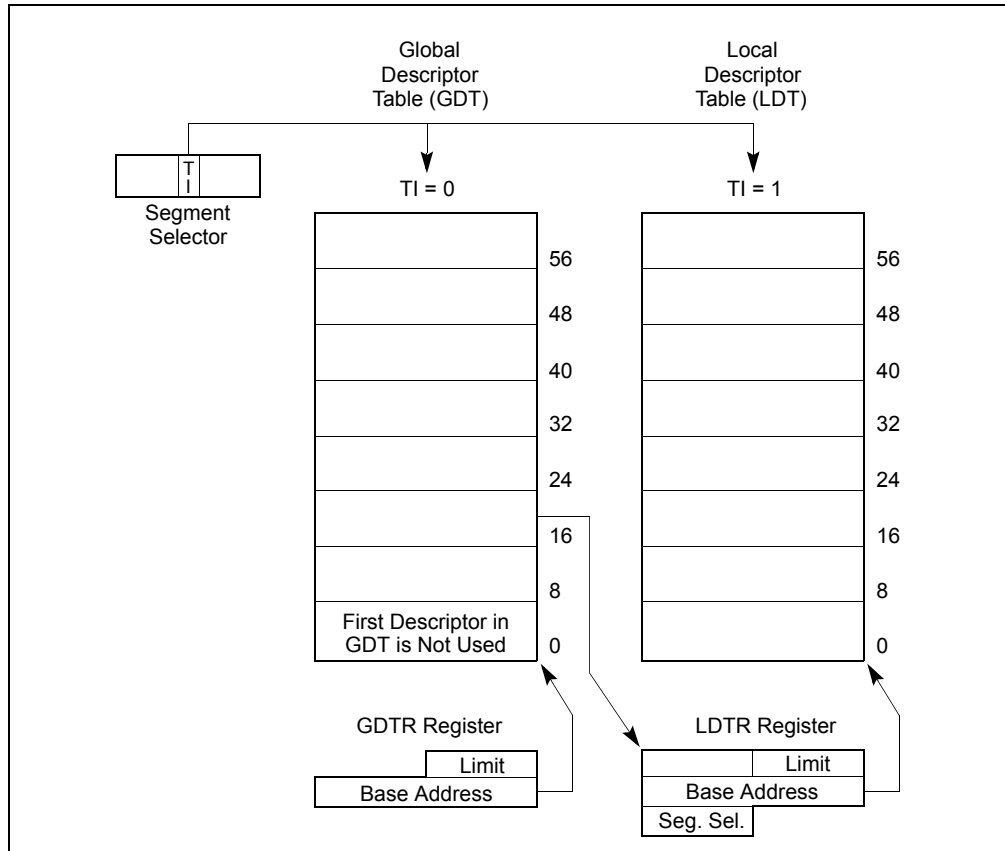 Global
Descriptor
Table (GDT)
Local
Descriptor
Table (LDT)
T
I
Segment
Selector
TI = 0
TI = 1
56
48
40
32
24
16
8
0
First Descriptor in
GDT is Not Used
56
48
40
32
24
16
8
0
GDTR Register
Limit
Base Address
LDTR Register
Limit
Base Address
Seg. Sel.